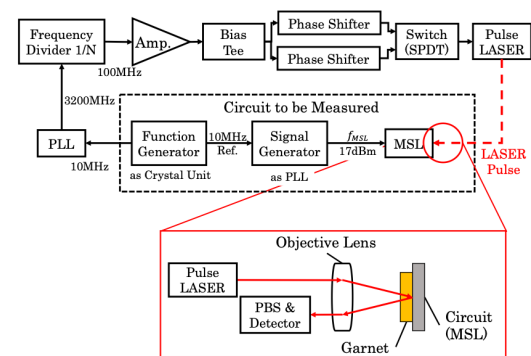 Frequency
Divider 1/N
Amp.
Bias
Tee
Phase Shifter
Phase Shifter
Switch
(SPDT)
Pulse
LASER
100MHz
3200MHz
Circuit to be Measured
PLL
10MHz
Function
Generator
as Crystal Unit
10MHz
Ref.
Signal
Generator
as PLL
fMSL
17dBm
MSL
LASER
Pulse
Objective Lens
Pulse
LASER
PBS &
Detector
Circuit
(MSL)
Garnet